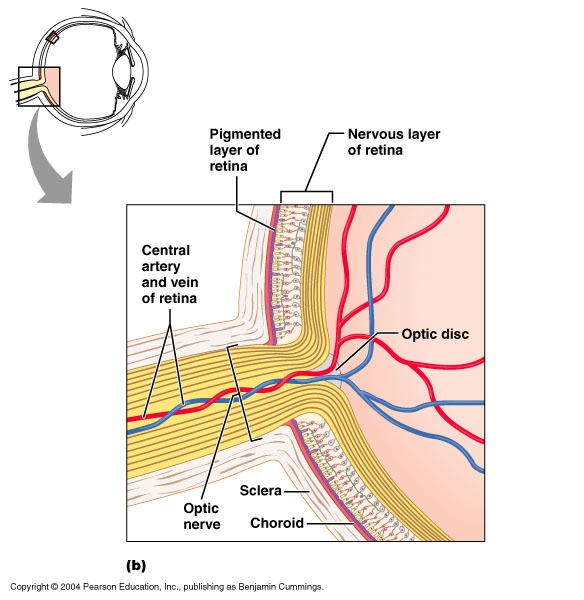 Pigmented
layer of
retina
Nervous layer
of retina
Central
artery
and vein
of retina
Optic disc
Sclera
Optic
nerve
Choroid
(b)
Copyright © 2004 Pearson Education, Inc., publishing as Benjamin Cummings.